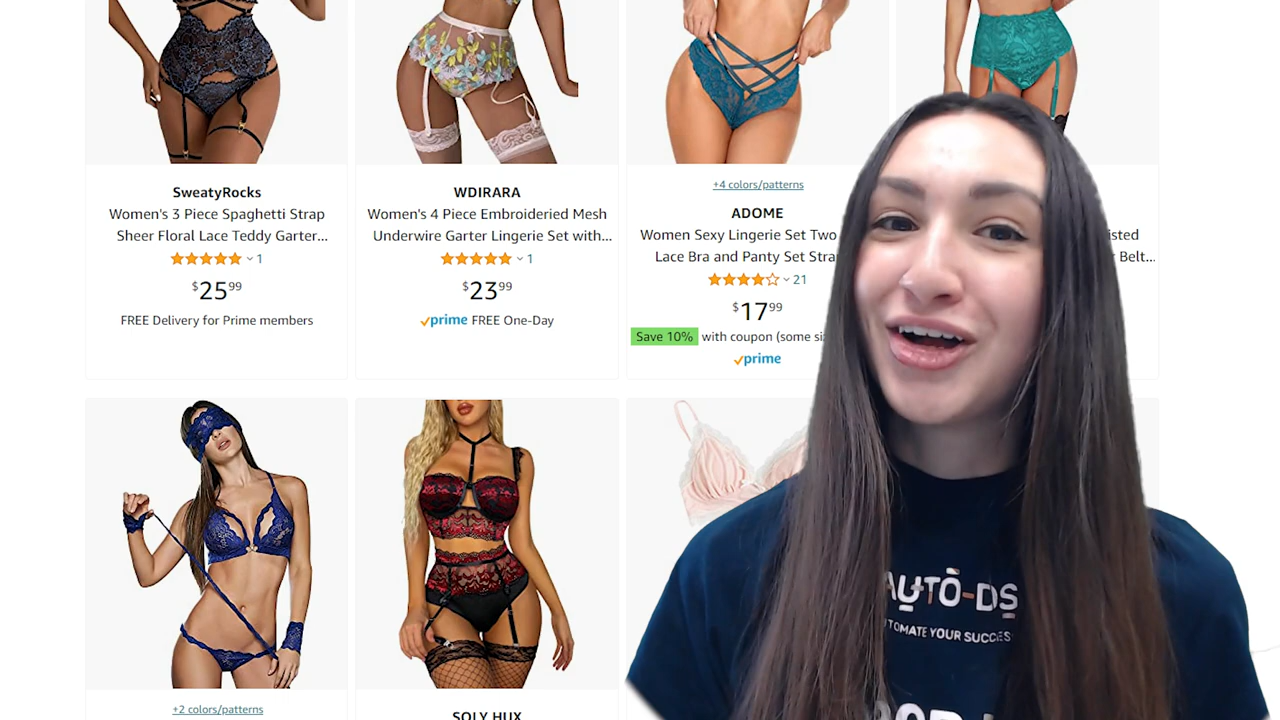 SweatyRocks
Women's 3 Piece Spaghetti Strap
Sheer Floral Lace Teddy Garter...
1
$25 99
FREE Delivery for Prime members
WDIRARA
Women's 4 Piece Embroideried Mesh
Underwire Garter Lingerie Set with...
1
$23 99
prime FREE One-Day
+4 colors/patterns
ADOME
Women Sexy Lingerie Set Two
Lace Bra and Panty Set Stra
21
$17 99
Save 10% with coupon (some si
prime
Belt...
+2 colors/patterns
SOLY HUX
AUTO-DS
UTOMATE YOUR SUCCES